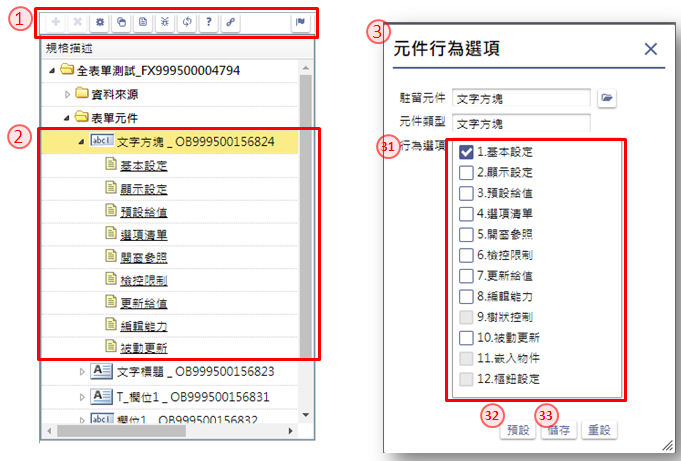 1
?
規格描述
全表單測試_FX999500004794
資料來源
表單元件
2
abc I 文字方塊 _ OB999500156824
基本設定
顯示設定
預設給值
選項清單
開窗參照
檢控限制
更新給值
編輯能力
被動更新
A 文字標題 _ OB999500156823
A T_欄位1 _ OB999500156831
abc I 欄位1 _ OB999500156832
3
元件行為選項
駐留元件 文字方塊
元件類型 文字方塊
31
行為選項
1.基本設定
2.顯示設定
3.預設給值
4.選項清單
5.開窗參照
6.檢控限制
7.更新給值
8.編輯能力
9.樹狀控制
10.被動更新
11.嵌入物件
12.框鈕設定
32 33
預設 儲存 重設